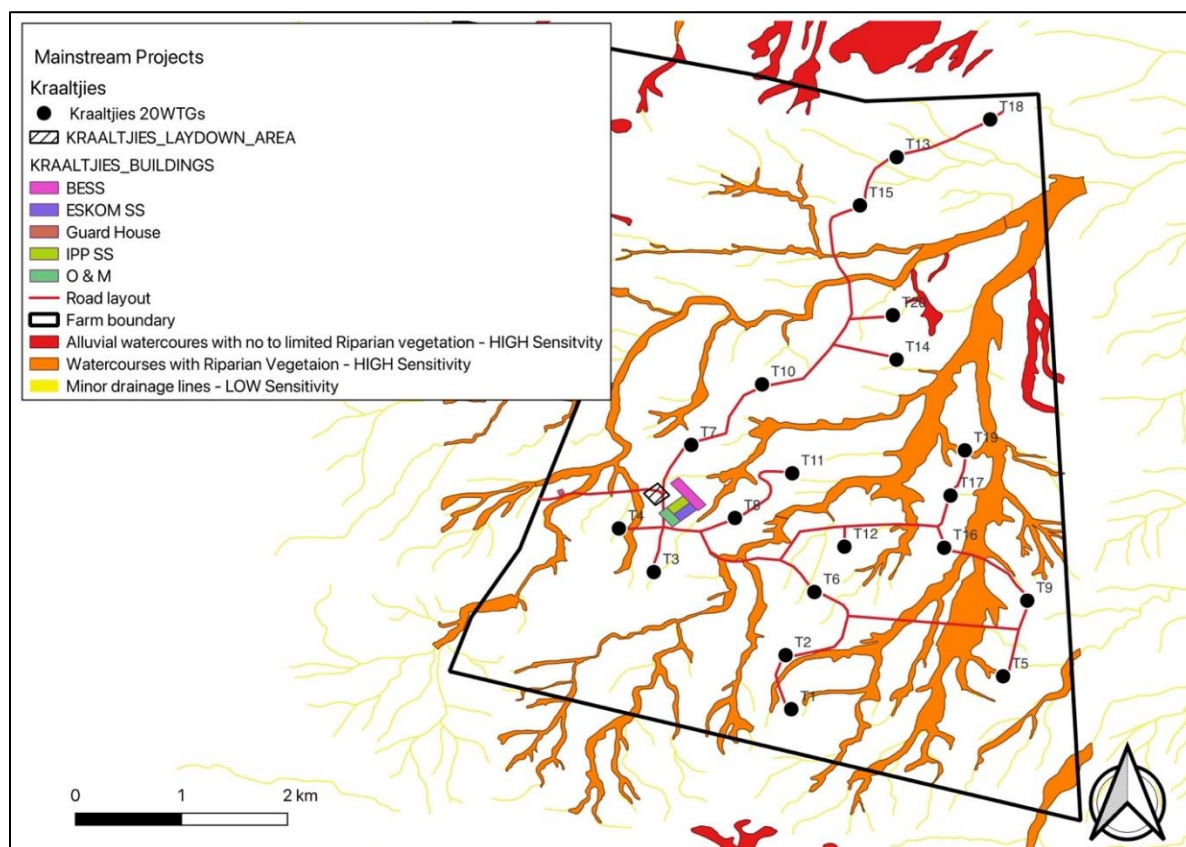 Mainstream Projects
Kraaltjies
Kraaltjies 20WTGs
KRAALTJIES_LAYDOWN_AREA
KRAALTJIES_BUILDINGS
BESS
ESKOM SS
Guard House
IPP SS
O & M
Road layout
Farm boundary
Alluvial watercoures with no to limited Riparian vegetation - HIGH Sensitvity
Watercourses with Riparian Vegetaion - HIGH Sensitivity
Minor drainage lines - LOW Sensitivity
T18
T13
T15
T20
T14
T10
T7
T19
T11
T17
T8
T4
T12
T16
T3
T6
T9
T2
T5
T1
0 1 2 km